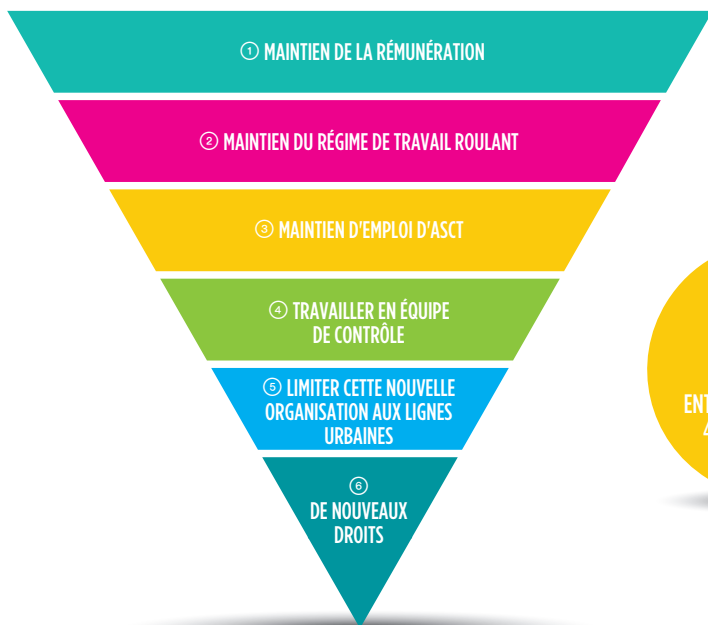 ① MAINTIEN DE LA RÉMUNÉRATION
② MAINTIEN DU RÉGIME DE TRAVAIL ROULANT
③ MAINTIEN D'EMPLOI D'ASCT
④ TRAVAILLER EN ÉQUIPE
DE CONTRÔLE
⑤ LIMITER CETTE NOUVELLE
ORGANISATION AUX LIGNES
URBAINES
⑥
DE NOUVEAUX
DROITS